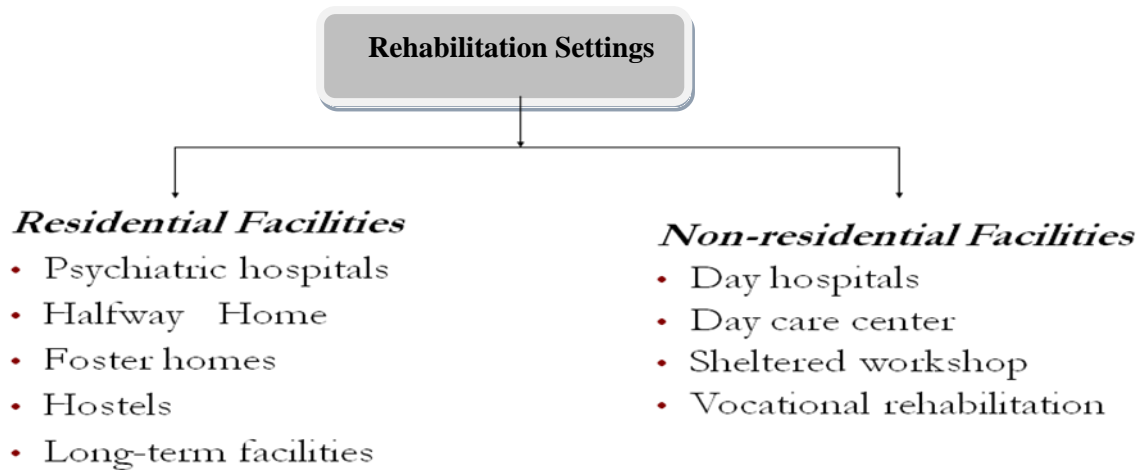 Rehabilitation Settings
Residential Facilities
• Psychiatric hospitals
• Halfway Home
• Foster homes
• Hostels
• Long-term facilities
Non-residential Facilities
• Day hospitals
• Day care center
• Sheltered workshop
• Vocational rehabilitation